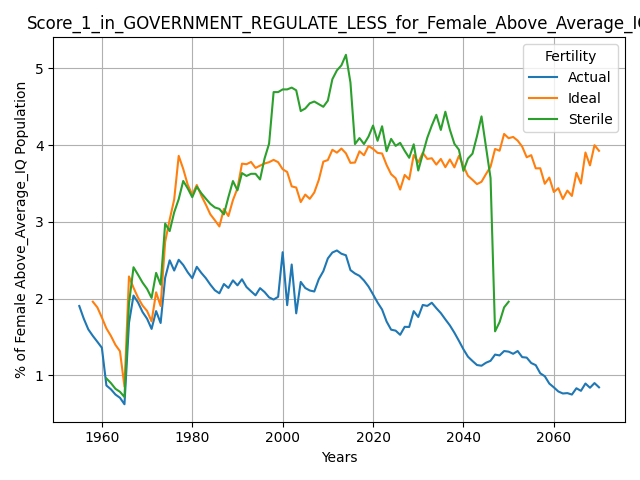 Score_1_in_GOVERNMENT_REGULATE_LESS_for_Female_Above_Average_IQ
Fertility
Actual
Ideal
Sterile
% of Female Above_Average_IQ Population
5
4
3
2
1
1960 1980 2000 2020 2040 2060
Years